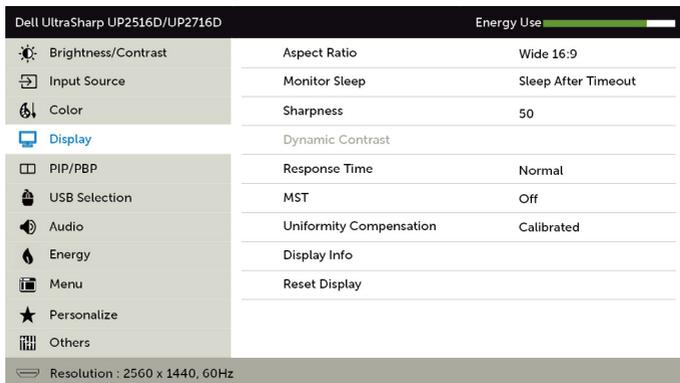 Dell UltraSharp UP2516D/UP2716D Energy Use
Brightness/Contrast Aspect Ratio Wide 16:9
Input Source Monitor Sleep Sleep After Timeout
Color Sharpness 50
Display Dynamic Contrast
PIP/PBP Response Time Normal
USB Selection MST Off
Audio Uniformity Compensation Calibrated
Energy Display Info
Menu Reset Display
Personalize
Others
Resolution : 2560 x 1440, 60Hz